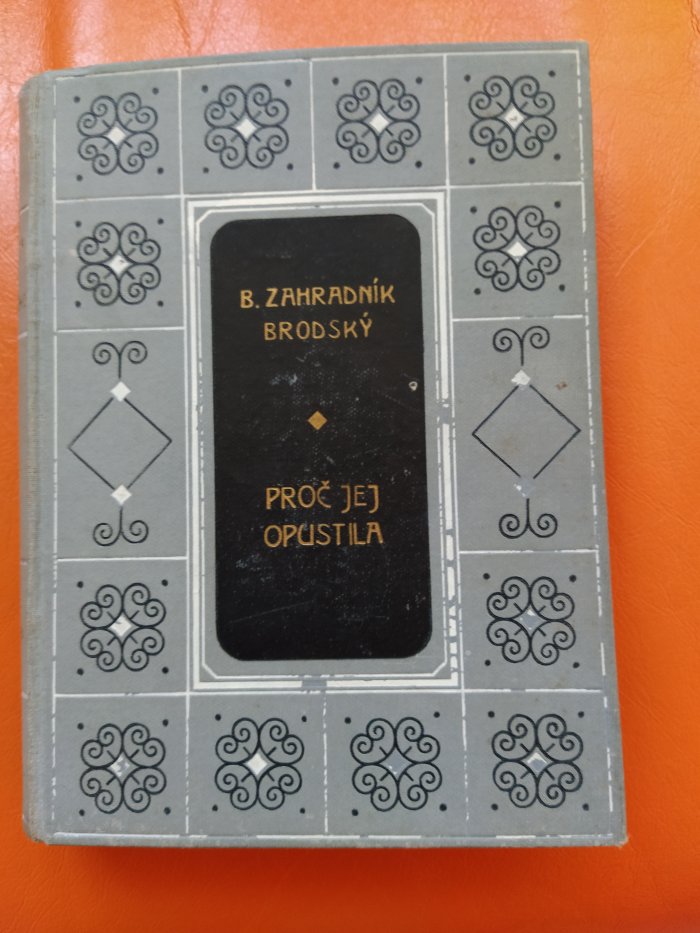 B. ZAHRADNÍK
BRODSKÝ
PROČ JEJ
OPUSTILA